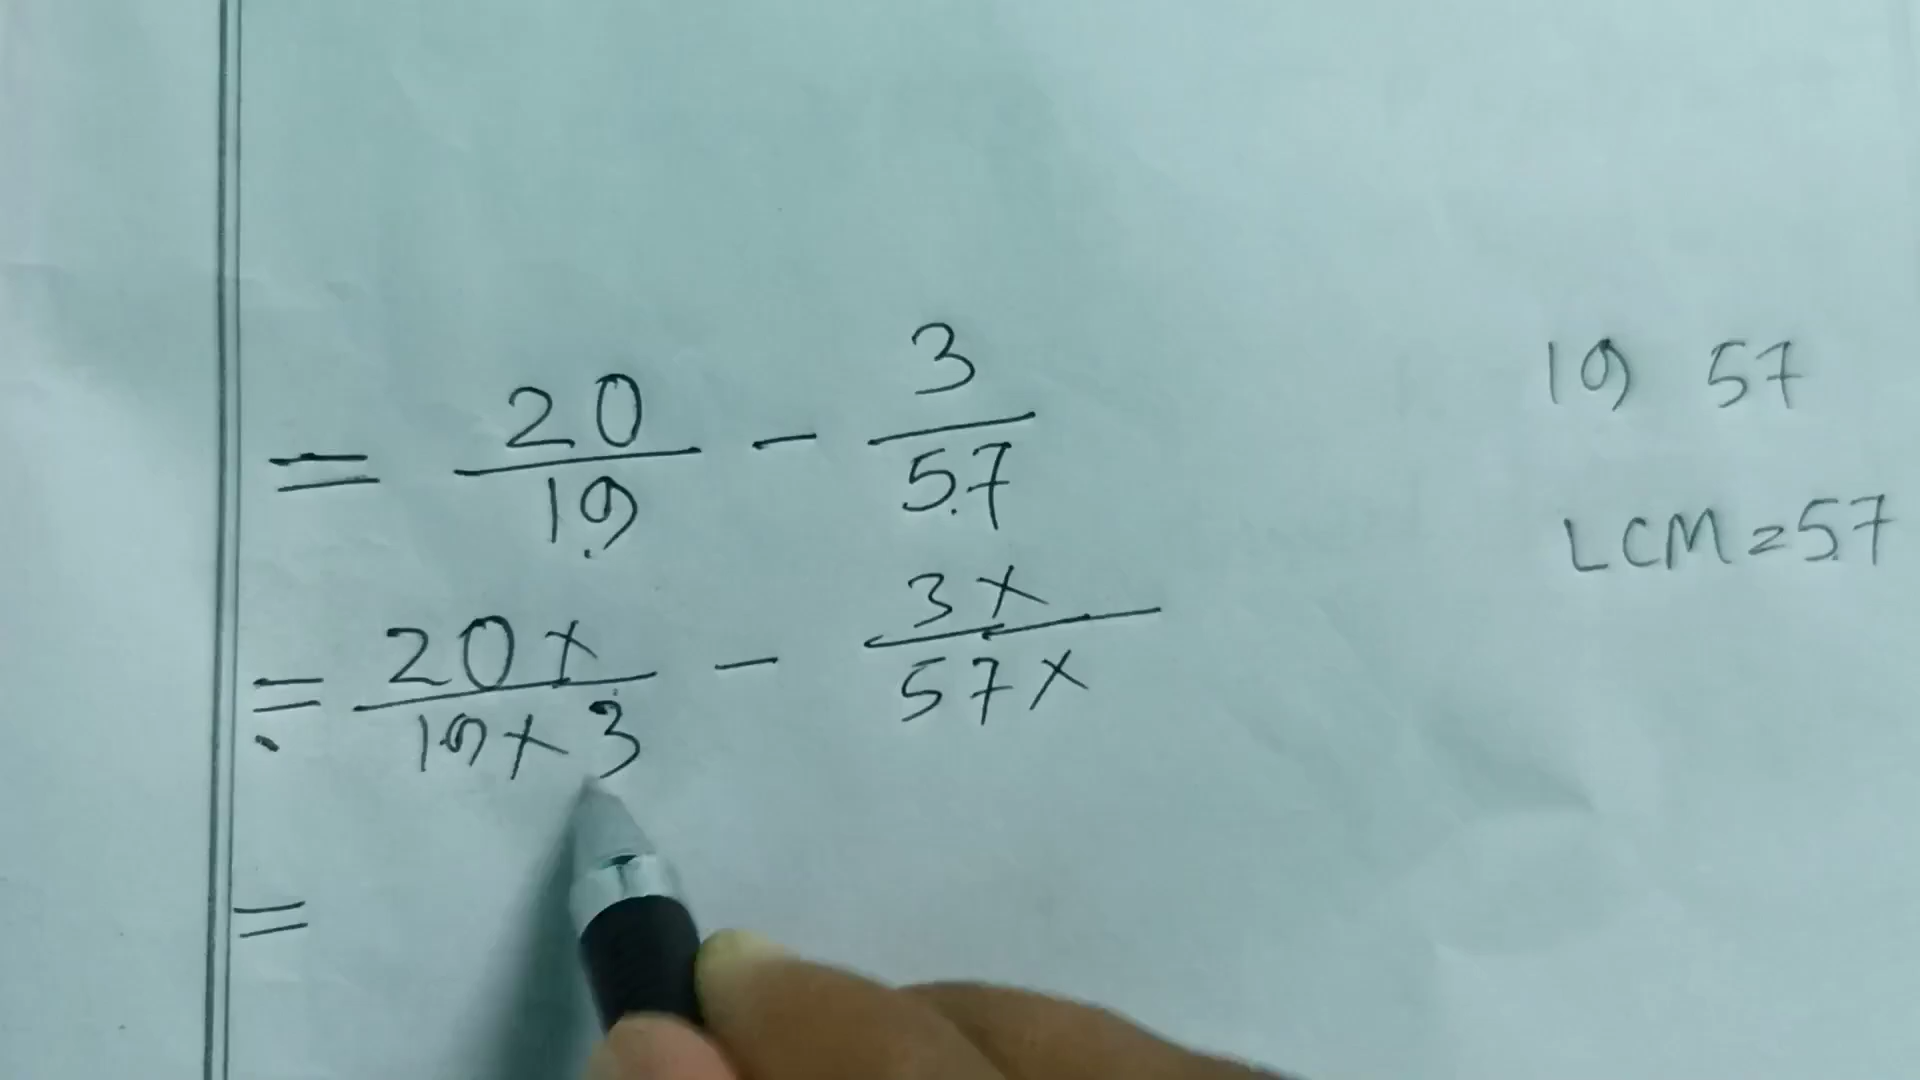 = 20/19 - 3/57
19 57
LCM = 57
= 20×/19×3 - 3×/57×
=